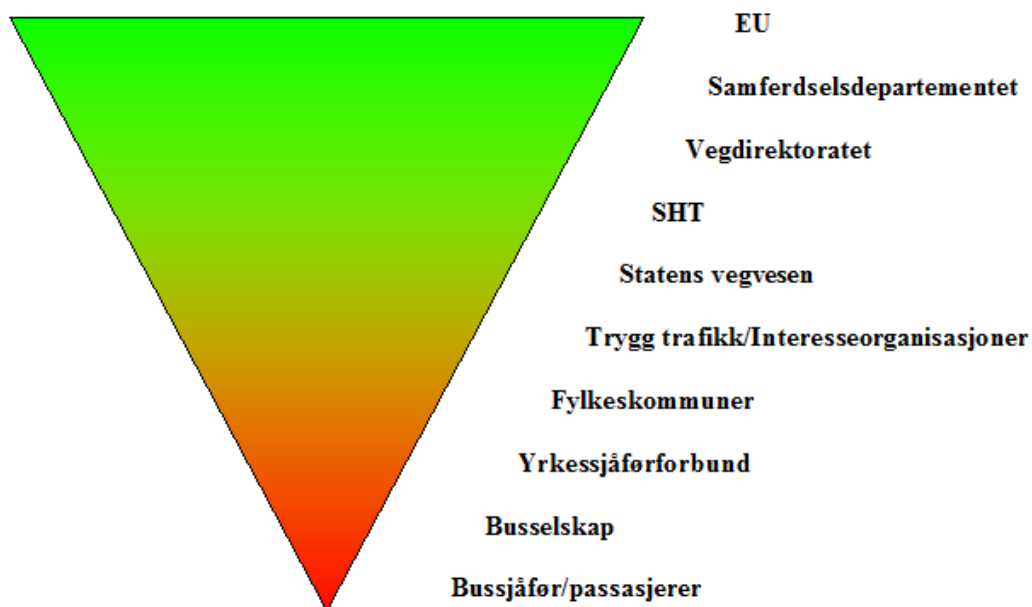 EU
Samferdselsdepartementet
Vegdirektoratet
SHT
Statens vegvesen
Trygg trafikk/Interesseorganisasjoner
Fylkeskommuner
Yrkessjåførforbund
Busselskap
Bussjåfør/passasjerer